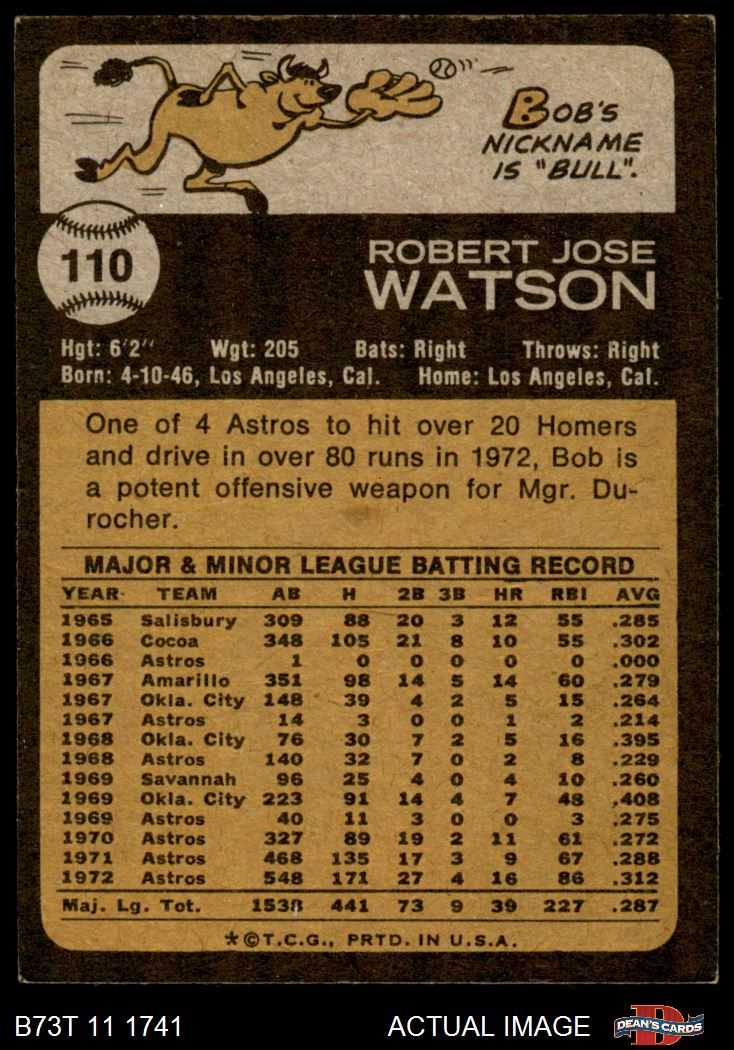 BOB'S
NICKNAME
IS "BULL".
110
ROBERT JOSE
WATSON
Hgt: 6'2" Wgt: 205 Bats: Right Throws: Right
Born: 4-10-46, Los Angeles, Cal. Home: Los Angeles, Cal.
One of 4 Astros to hit over 20 Homers
and drive in over 80 runs in 1972, Bob is
a potent offensive weapon for Mgr. Du-
rocher.
MAJOR & MINOR LEAGUE BATTING RECORD
YEAR TEAM AB H 2B 3B HR RBI AVG
1965 Salisbury 309 88 20 3 12 55 .285
1966 Cocoa 348 105 21 8 10 55 .302
1966 Astros 1 0 0 0 0 0 .000
1967 Amarillo 351 98 14 5 14 60 .279
1967 Okla. City 148 39 4 2 5 15 .264
1967 Astros 14 3 0 0 1 2 .214
1968 Okla. City 76 30 7 2 5 16 .395
1968 Astros 140 32 7 0 2 8 .229
1969 Savannah 96 25 4 0 4 10 .260
1969 Okla. City 223 91 14 4 7 48 .408
1969 Astros 40 11 3 0 0 3 .275
1970 Astros 327 89 19 2 11 61 .272
1971 Astros 468 135 17 3 9 67 .288
1972 Astros 548 171 27 4 16 86 .312
Maj. Lg. Tot. 1538 441 73 9 39 227 .287
*©T.C.G., PRTD. IN U.S.A.
B73T 11 1741 ACTUAL IMAGE D DEAN'S CARDS